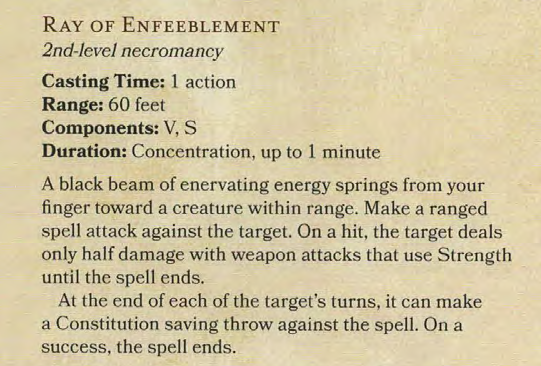 RAY OF ENFEEBLEMENT
2nd-level necromancy
Casting Time: 1 action
Range: 60 feet
Components: V, S
Duration: Concentration, up to 1 minute
A black beam of enervating energy springs from your
finger toward a creature within range. Make a ranged
spell attack against the target. On a hit, the target deals
only half damage with weapon attacks that use Strength
until the spell ends.
At the end of each of the target's turns, it can make
a Constitution saving throw against the spell. On a
success, the spell ends.